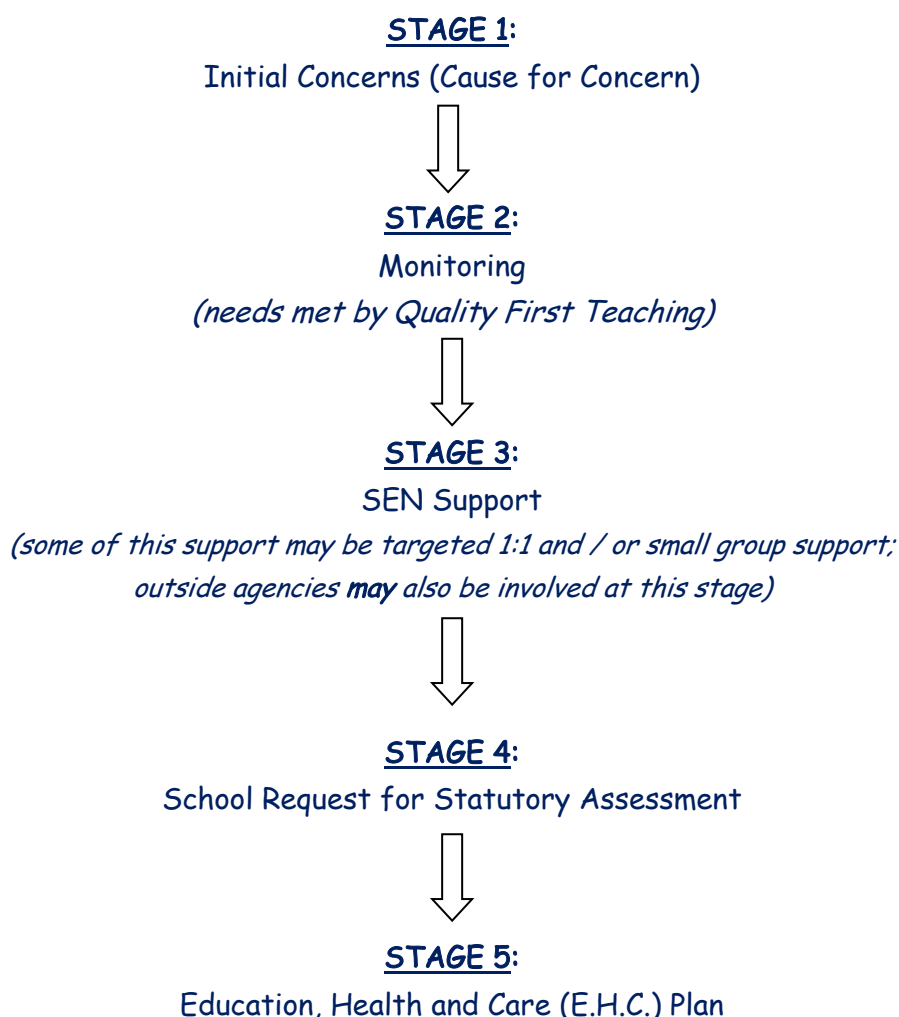 STAGE 1:
Initial Concerns (Cause for Concern)
STAGE 2:
Monitoring
(needs met by Quality First Teaching)
STAGE 3:
SEN Support
(some of this support may be targeted 1:1 and / or small group support;
outside agencies may also be involved at this stage)
STAGE 4:
School Request for Statutory Assessment
STAGE 5:
Education, Health and Care (E.H.C.) Plan